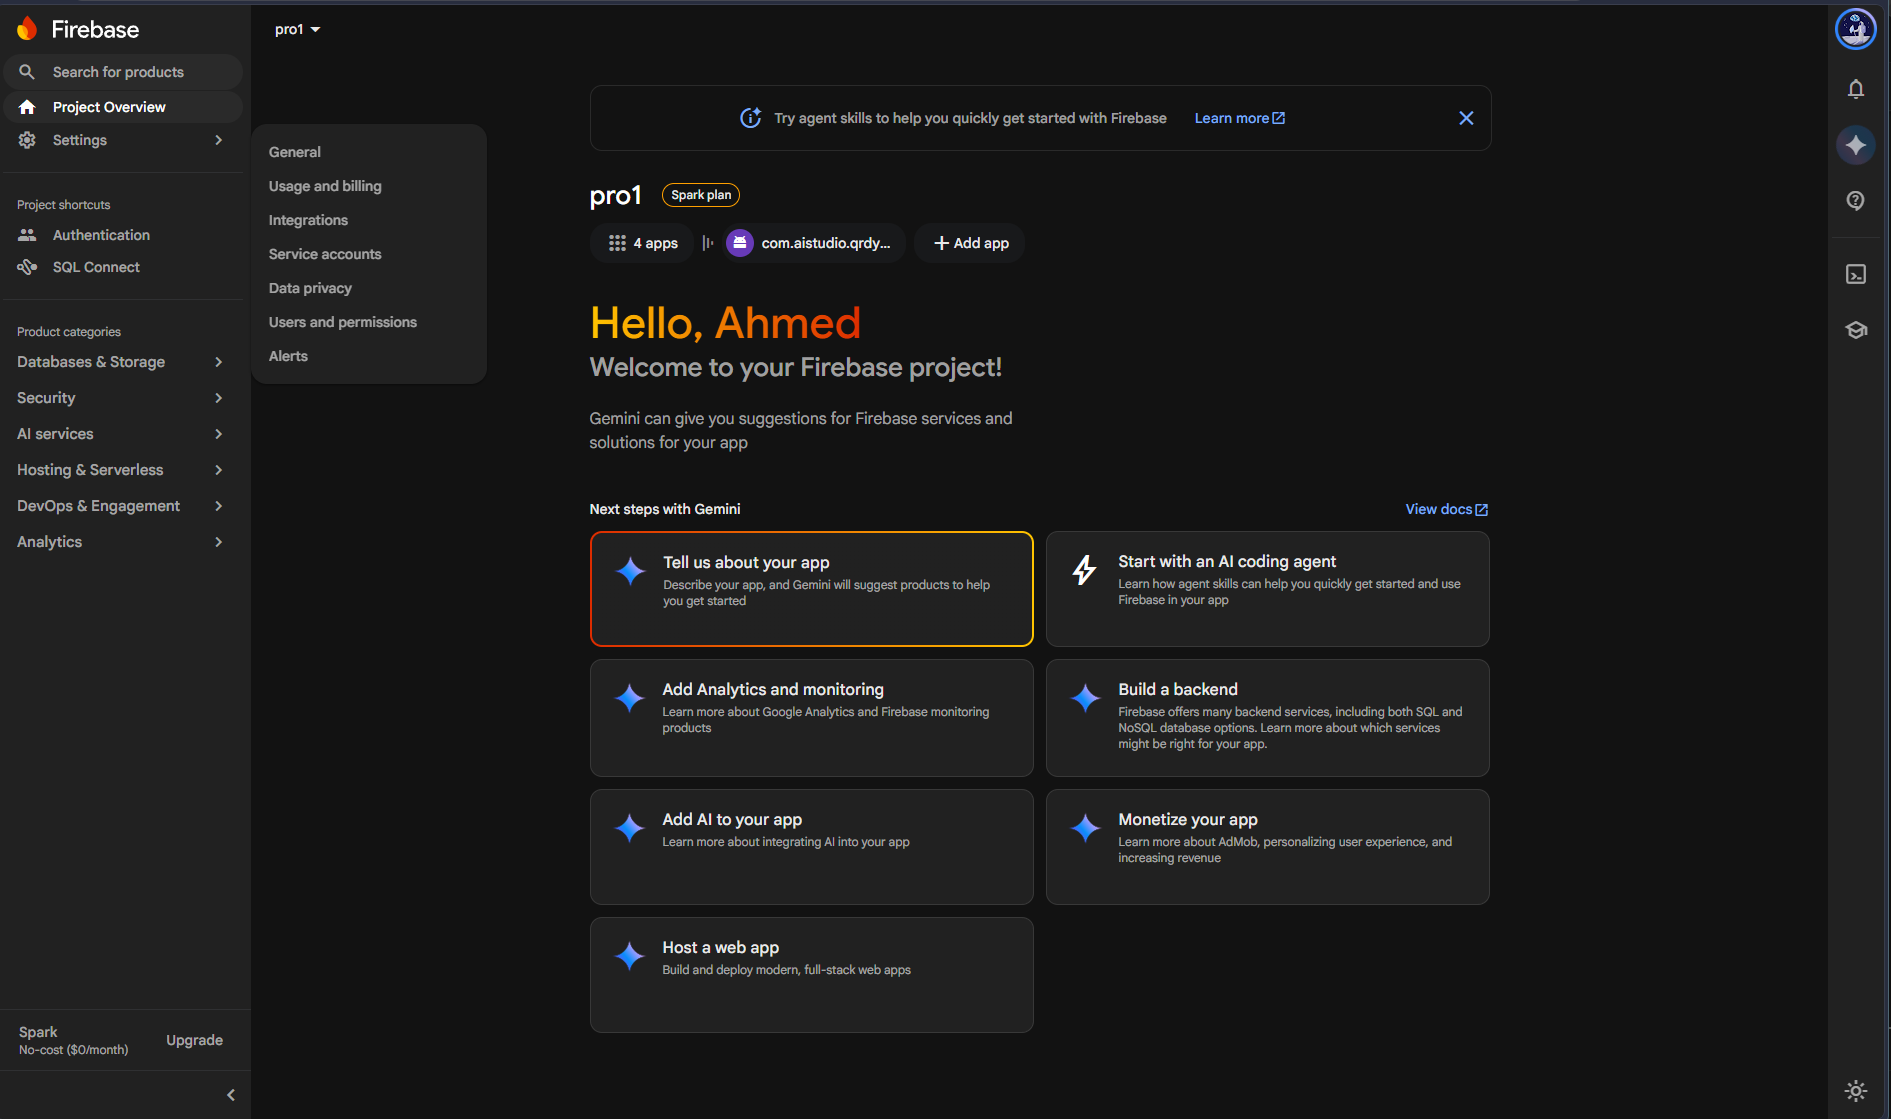 Firebase
Search for products
Project Overview
Settings
Project shortcuts
Authentication
SQL Connect
Product categories
Databases & Storage
Security
AI services
Hosting & Serverless
DevOps & Engagement
Analytics
Spark
No-cost ($0/month)
Upgrade
General
Usage and billing
Integrations
Service accounts
Data privacy
Users and permissions
Alerts
pro1
Try agent skills to help you quickly get started with Firebase
Learn more
pro1
Spark plan
4 apps
com.aistudio.qrdy...
Add app
Hello, Ahmed
Welcome to your Firebase project!
Gemini can give you suggestions for Firebase services and
solutions for your app
Next steps with Gemini
View docs
Tell us about your app
Describe your app, and Gemini will suggest products to help
you get started
Start with an AI coding agent
Learn how agent skills can help you quickly get started and use
Firebase in your app
Add Analytics and monitoring
Learn more about Google Analytics and Firebase monitoring
products
Build a backend
Firebase offers many backend services, including both SQL and
NoSQL database options. Learn more about which services
might be right for your app.
Add AI to your app
Learn more about integrating AI into your app
Monetize your app
Learn more about AdMob, personalizing user experience, and
increasing revenue
Host a web app
Build and deploy modern, full-stack web apps